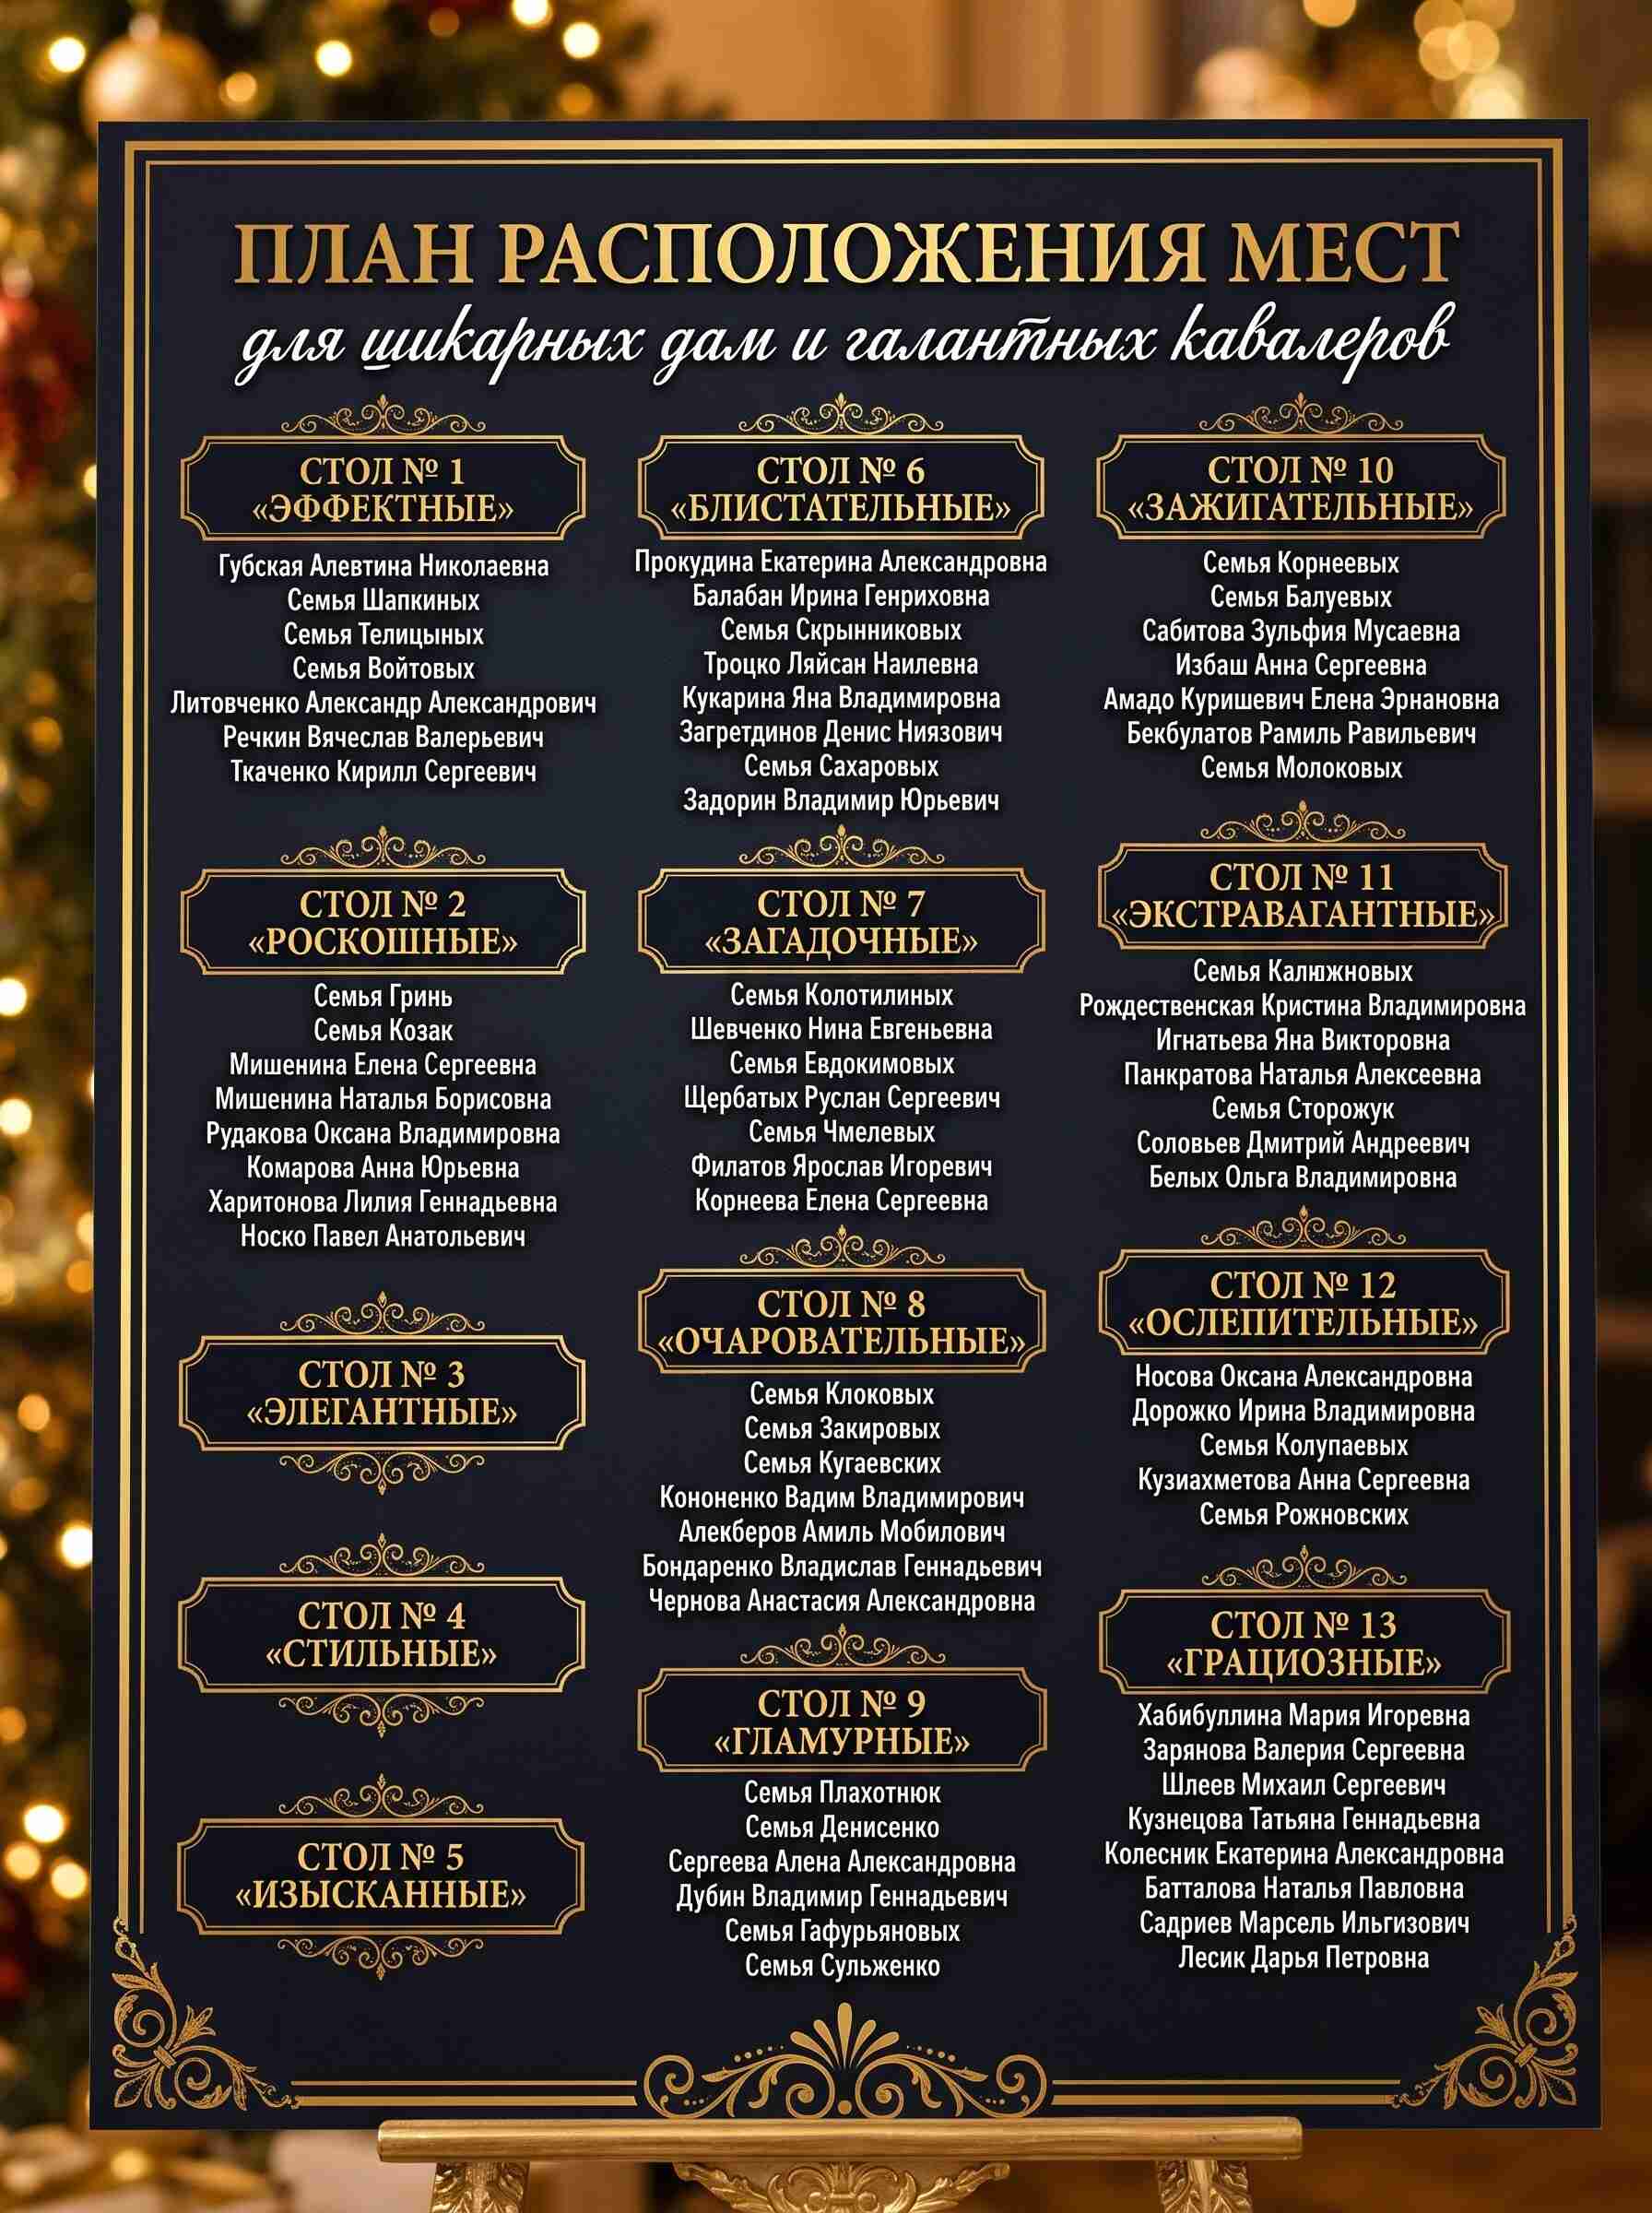 ПЛАН РАСПОЛОЖЕНИЯ МЕСТ
для шикарных дам и галантных кавалеров
СТОЛ № 1
«ЭФФЕКТНЫЕ»
Губская Алевтина Николаевна
Семья Шапкиных
Семья Телицыных
Семья Войтовых
Литовченко Александр Александрович
Речкин Вячеслав Валерьевич
Ткаченко Кирилл Сергеевич
СТОЛ № 2
«РОСКОШНЫЕ»
Семья Гринь
Семья Козак
Мишенина Елена Сергеевна
Мишенина Наталья Борисовна
Рудакова Оксана Владимировна
Комарова Анна Юрьевна
Харитонова Лилия Геннадьевна
Носко Павел Анатольевич
СТОЛ № 3
«ЭЛЕГАНТНЫЕ»
СТОЛ № 4
«СТИЛЬНЫЕ»
СТОЛ № 5
«ИЗЫСКАННЫЕ»
СТОЛ № 6
«БЛИСТАТЕЛЬНЫЕ»
Прокудина Екатерина Александровна
Балабан Ирина Генриховна
Семья Скрынниковых
Троцко Ляйсан Наилевна
Кукарина Яна Владимировна
Загретдинов Денис Ниязович
Семья Сахаровых
Задорин Владимир Юрьевич
СТОЛ № 7
«ЗАГАДОЧНЫЕ»
Семья Колотилиных
Шевченко Нина Евгеньевна
Семья Евдокимовых
Щербатых Руслан Сергеевич
Семья Чмелевых
Филатов Ярослав Игоревич
Корнеева Елена Сергеевна
СТОЛ № 8
«ОЧАРОВАТЕЛЬНЫЕ»
Семья Клоковых
Семья Закировых
Семья Кугаевских
Кононенко Вадим Владимирович
Алекберов Амиль Мобилович
Бондаренко Владислав Геннадьевич
Чернова Анастасия Александровна
СТОЛ № 9
«ГЛАМУРНЫЕ»
Семья Плахотнюк
Семья Денисенко
Сергеева Алена Александровна
Дубин Владимир Геннадьевич
Семья Гафурьяновых
Семья Сульженко
СТОЛ № 10
«ЗАЖИГАТЕЛЬНЫЕ»
Семья Корнеевых
Семья Балуевых
Сабитова Зульфия Мусаевна
Избаш Анна Сергеевна
Амадо Куришевич Елена Эрнановна
Бекбулатов Рамиль Равильевич
Семья Молоковых
СТОЛ № 11
«ЭКСТРАВАГАНТНЫЕ»
Семья Калюжновых
Рождественская Кристина Владимировна
Игнатьева Яна Викторовна
Панкратова Наталья Алексеевна
Семья Сторожук
Соловьев Дмитрий Андреевич
Белых Ольга Владимировна
СТОЛ № 12
«ОСЛЕПИТЕЛЬНЫЕ»
Носова Оксана Александровна
Дорожко Ирина Владимировна
Семья Колупаевых
Кузиахметова Анна Сергеевна
Семья Рожновских
СТОЛ № 13
«ГРАЦИОЗНЫЕ»
Хабибуллина Мария Игоревна
Зарянова Валерия Сергеевна
Шлеев Михаил Сергеевич
Кузнецова Татьяна Геннадьевна
Колесник Екатерина Александровна
Батталова Наталья Павловна
Садриев Марсель Ильгизович
Лесик Дарья Петровна